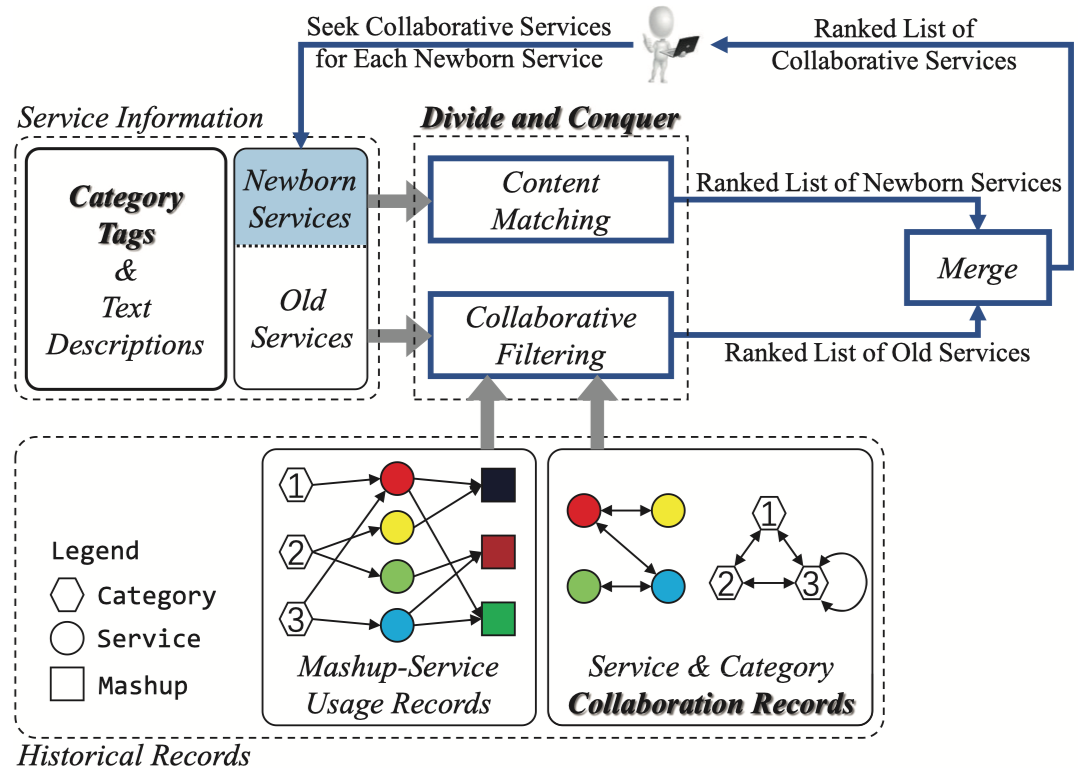 Seek Collaborative Services
for Each Newborn Service
Ranked List of
Collaborative Services
Service Information
Category
Tags
&
Text
Descriptions
Newborn
Services
Old
Services
Divide and Conquer
Content
Matching
Collaborative
Filtering
Ranked List of Newborn Services
Merge
Ranked List of Old Services
Legend
Category
Service
Mashup
1
2
3
Mashup-Service
Usage Records
1
2
3
Service & Category
Collaboration Records
Historical Records